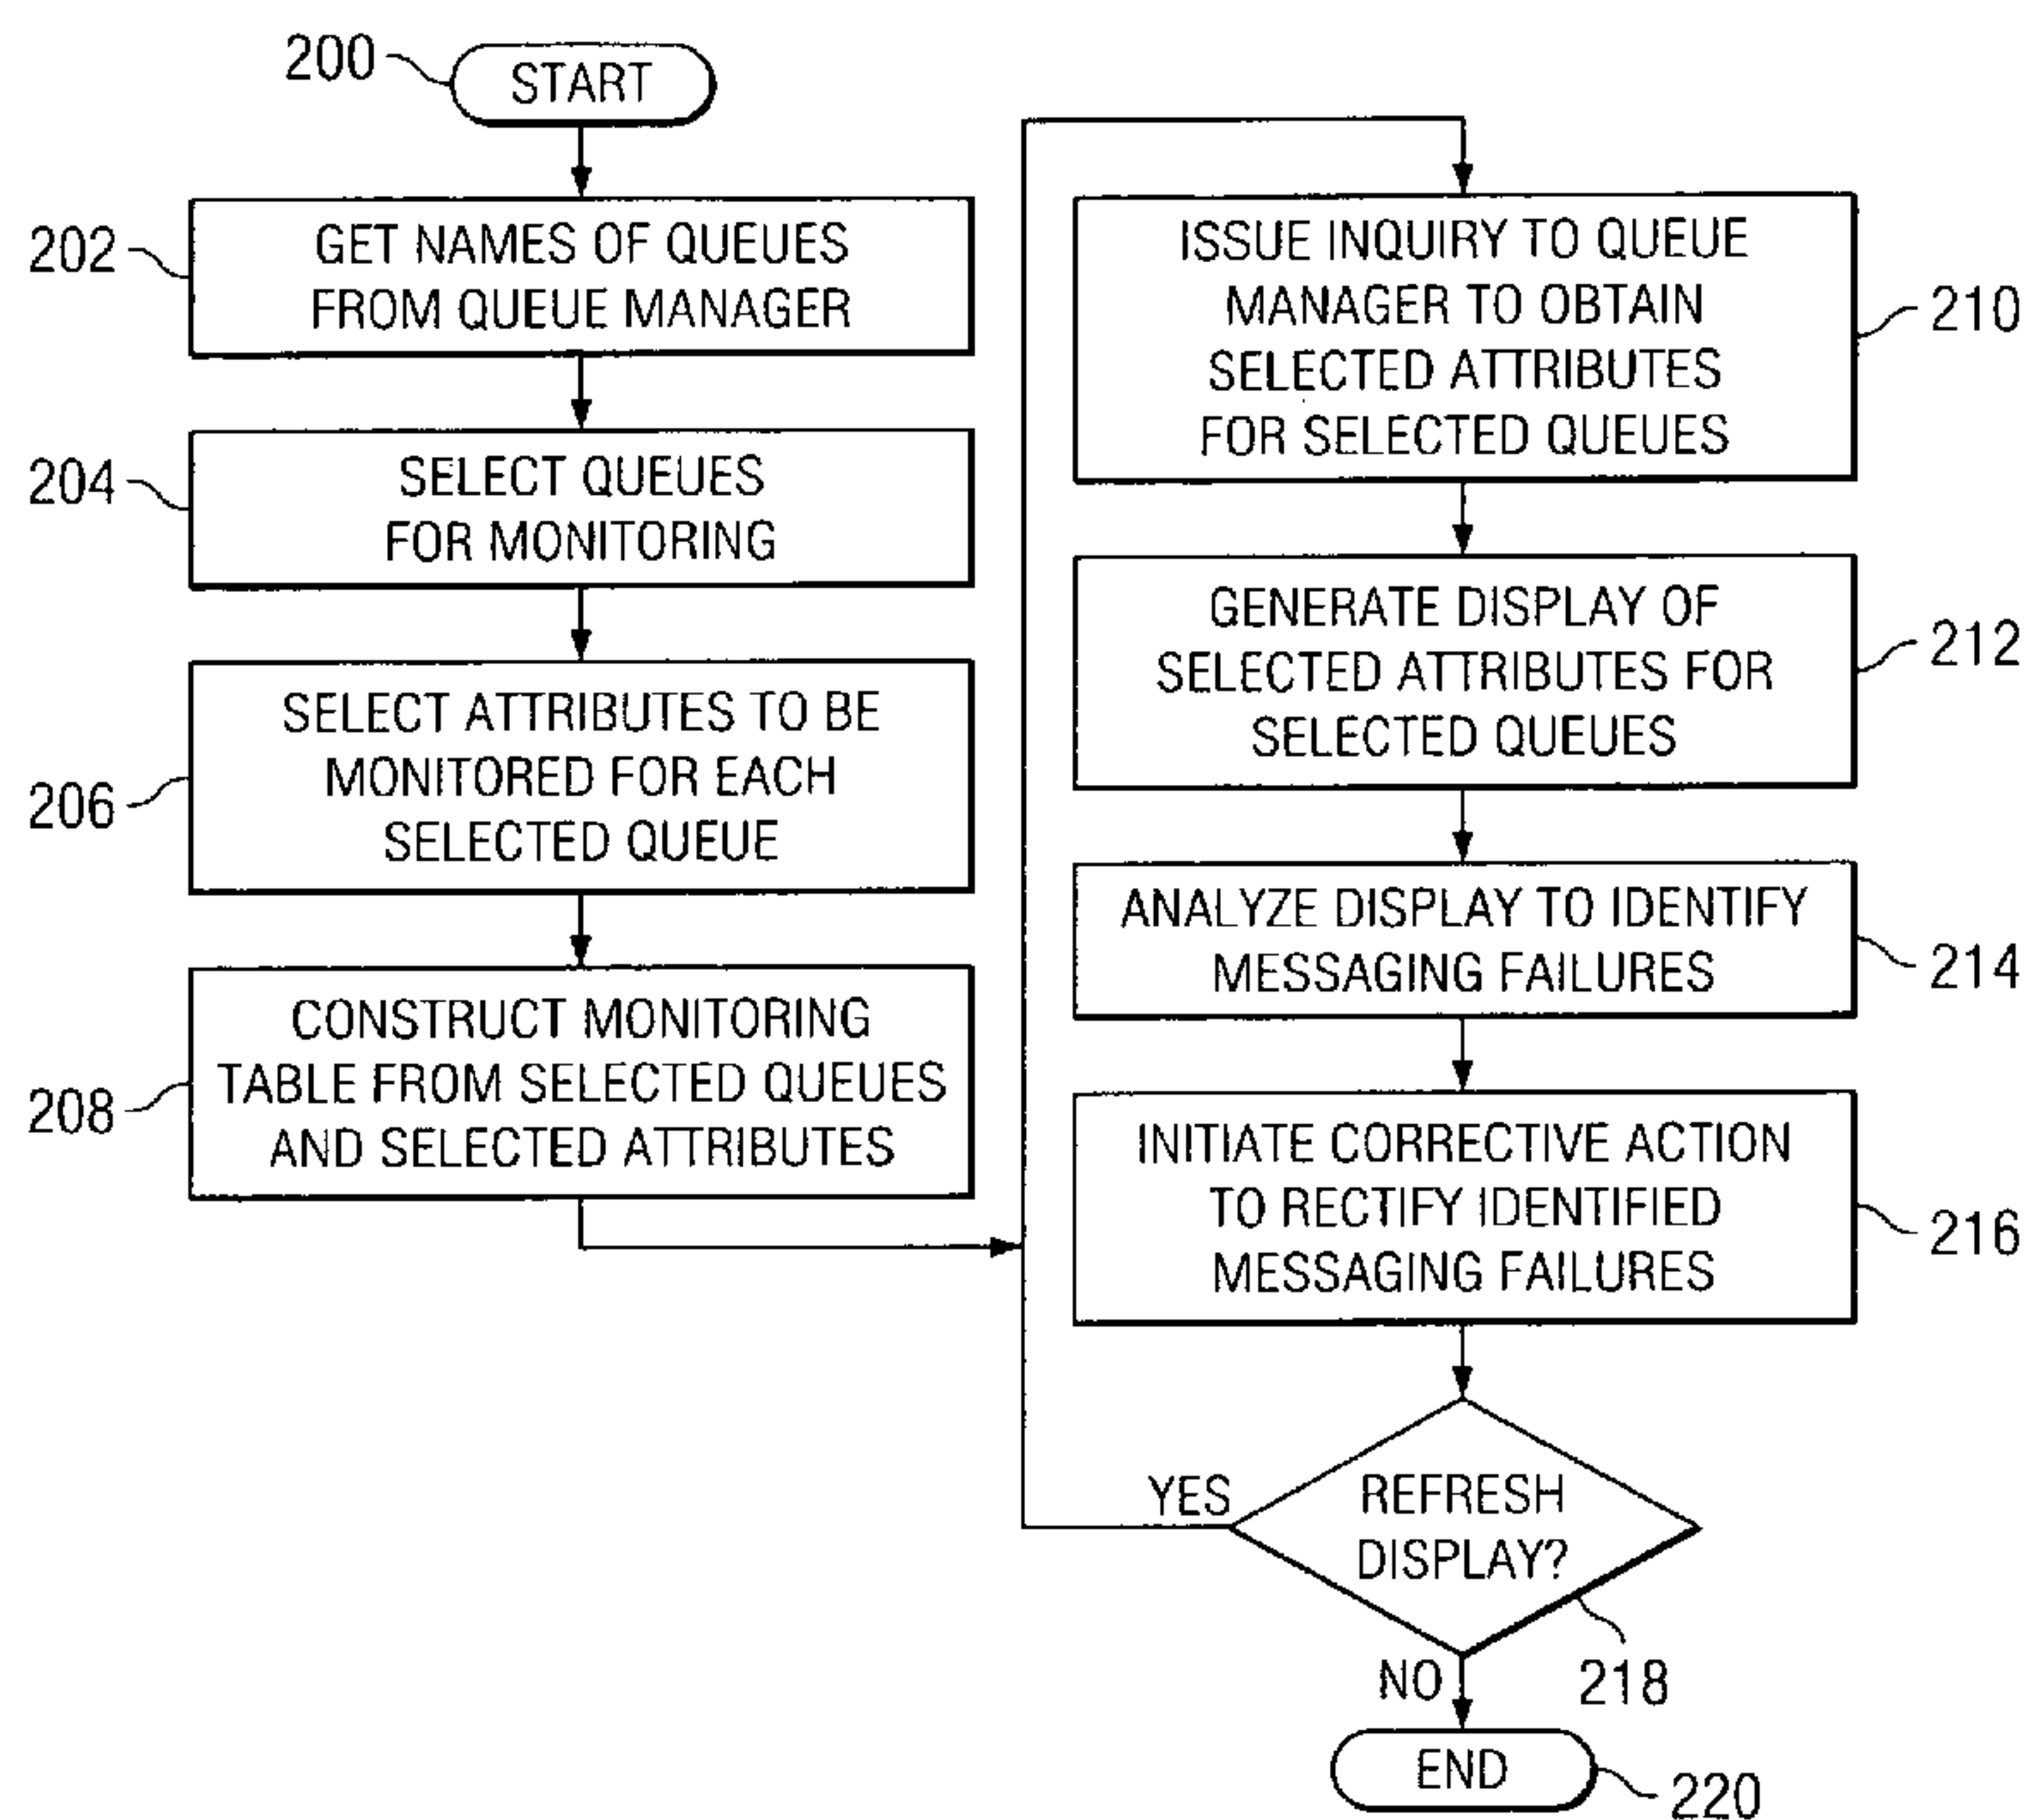 200
START
202
GET NAMES OF QUEUES
FROM QUEUE MANAGER
204
SELECT QUEUES
FOR MONITORING
206
SELECT ATTRIBUTES TO BE
MONITORED FOR EACH
SELECTED QUEUE
208
CONSTRUCT MONITORING
TABLE FROM SELECTED QUEUES
AND SELECTED ATTRIBUTES
ISSUE INQUIRY TO QUEUE
MANAGER TO OBTAIN
SELECTED ATTRIBUTES
FOR SELECTED QUEUES
210
GENERATE DISPLAY OF
SELECTED ATTRIBUTES FOR
SELECTED QUEUES
212
ANALYZE DISPLAY TO IDENTIFY
MESSAGING FAILURES
214
INITIATE CORRECTIVE ACTION
TO RECTIFY IDENTIFIED
MESSAGING FAILURES
216
YES
REFRESH
DISPLAY?
218
NO
END
220